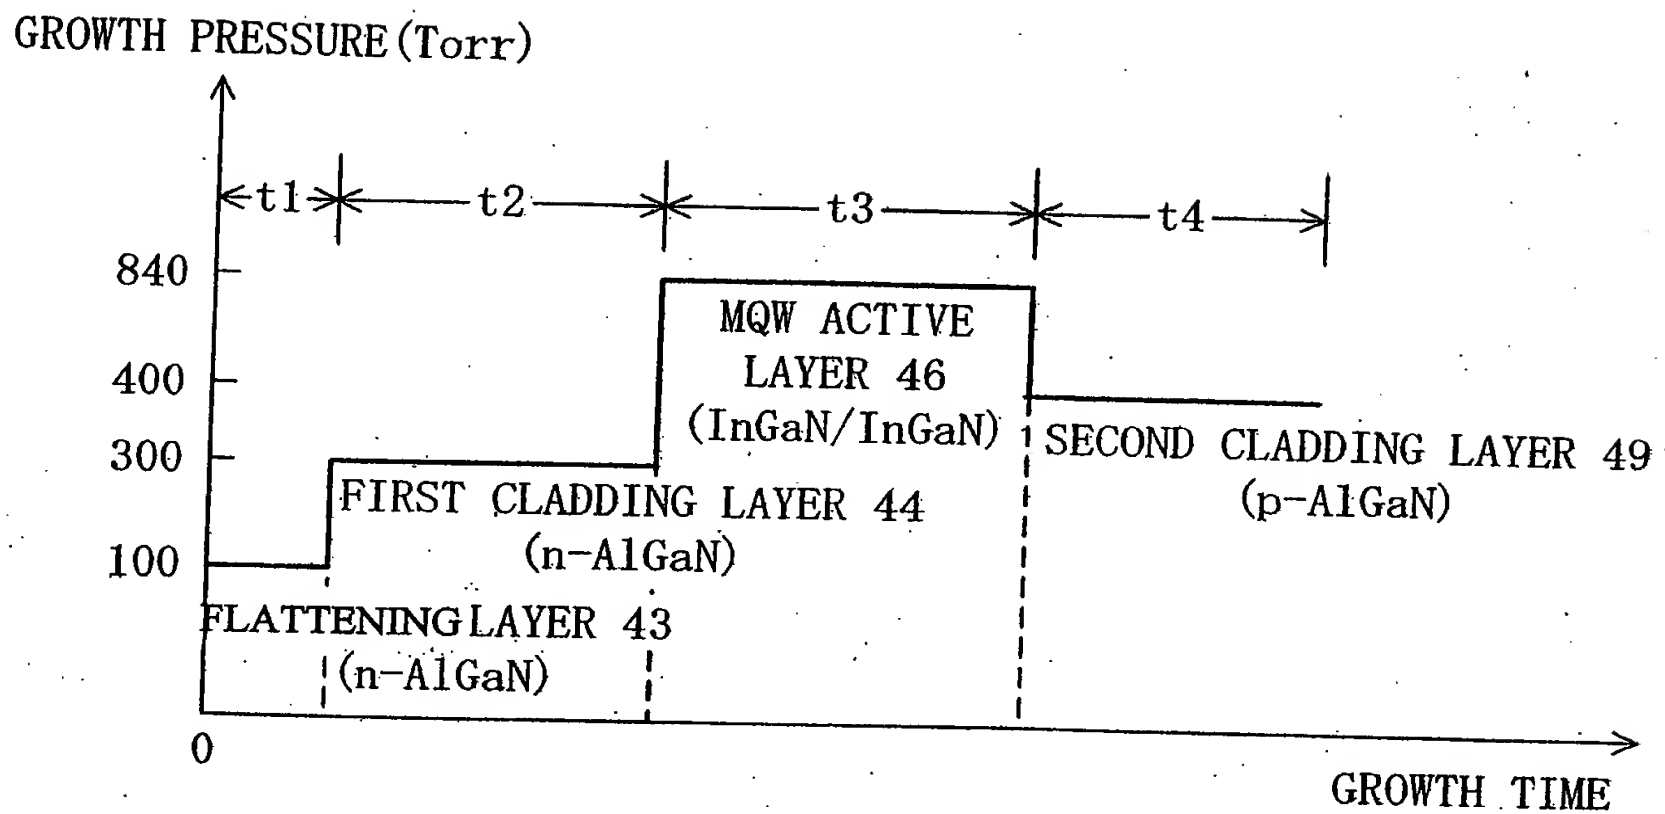 GROWTH PRESSURE(Torr)
t1 t2 t3 t4
840
MQW ACTIVE
LAYER 46
(InGaN/InGaN)
400
300
SECOND CLADDING LAYER 49
(p-AlGaN)
FIRST CLADDING LAYER 44
(n-AlGaN)
100
FLATTENING LAYER 43
(n-AlGaN)
0
GROWTH TIME